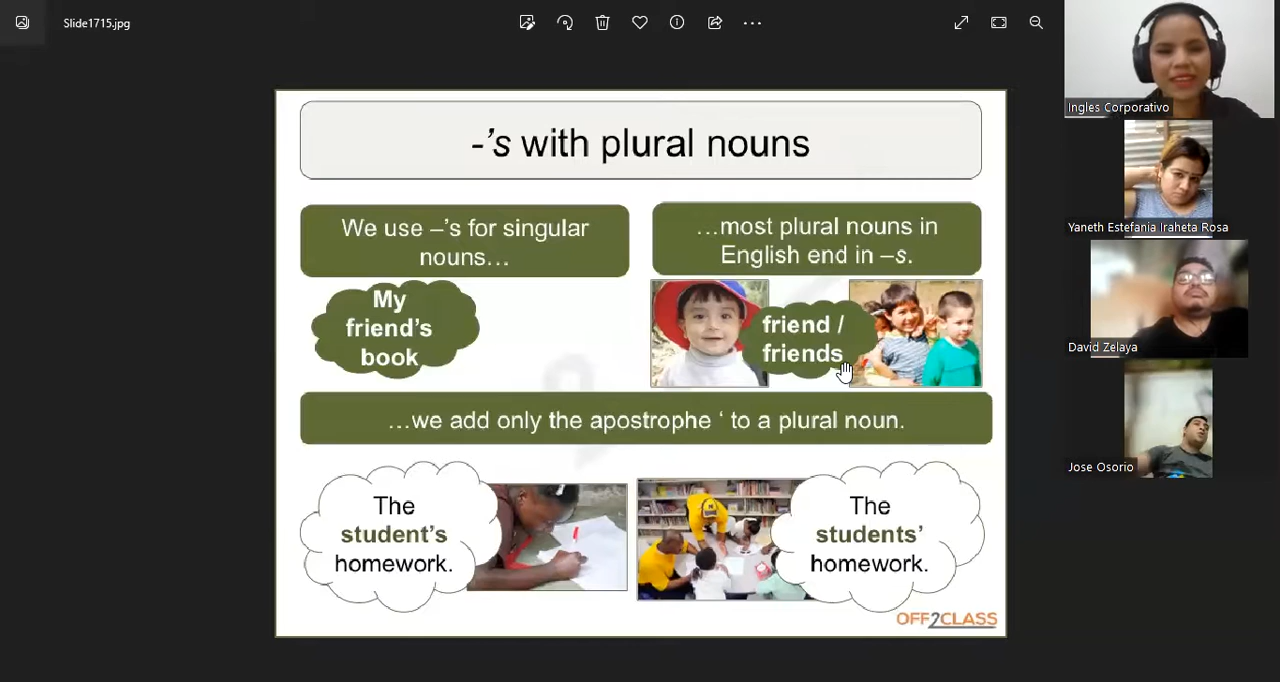 Slide1715.jpg
Ingles Corporativo
-'s with plural nouns
We use –'s for singular
nouns…
…most plural nouns in
English end in –s.
Yaneth Estefania Iraheta Rosa
My
friend's
book
friend /
friends
David Zelaya
…we add only the apostrophe ‘ to a plural noun.
Jose Osorio
The
student's
homework.
The
students’
homework.
OFF2CLASS